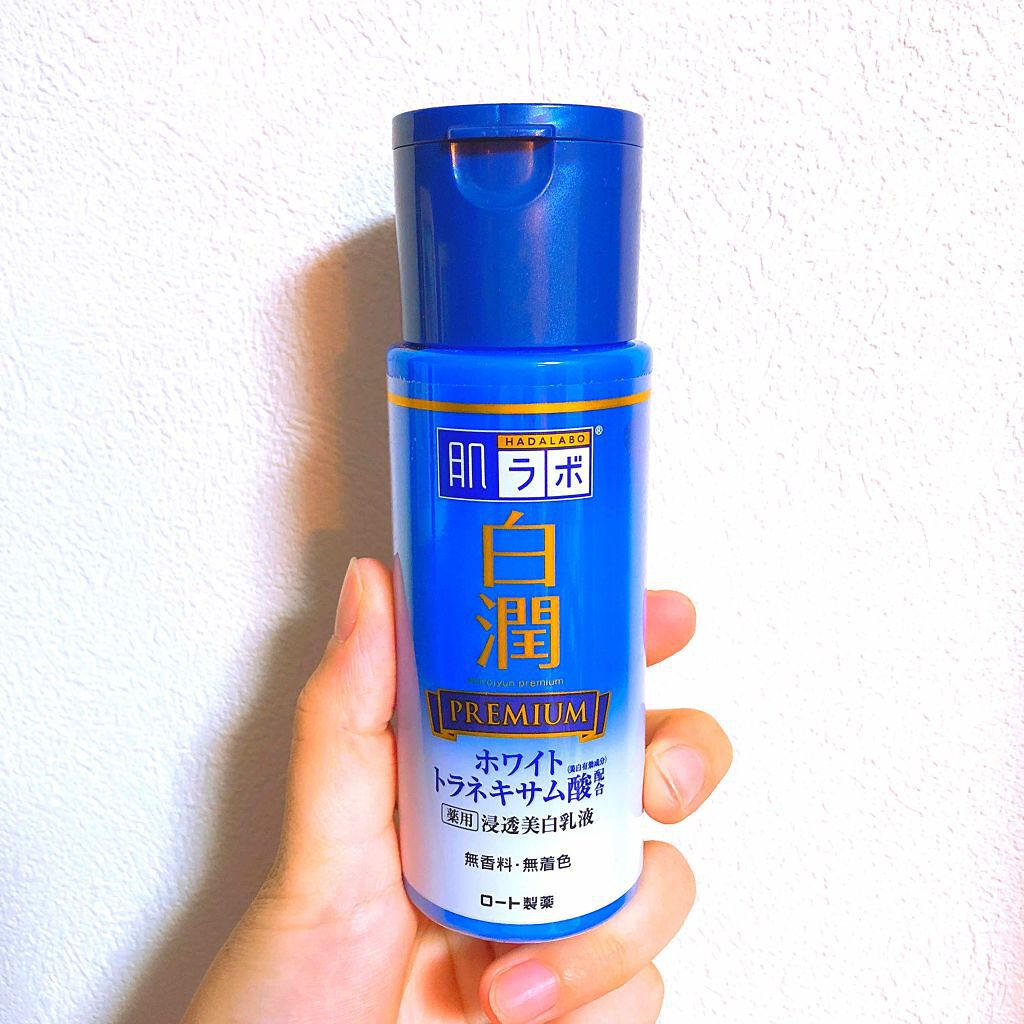 HADALABO
肌ラボ®
白潤
shirojyun premium
PREMIUM
ホワイト
トラネキサム酸配合
(美白有効成分)
薬用 浸透美白乳液
無香料・無着色
ロート製薬